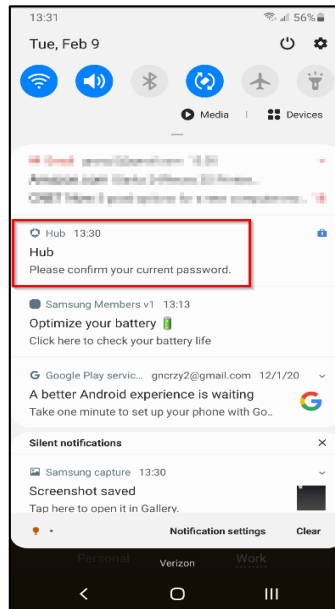 13:31 56%
Tue, Feb 9
Media | Devices
Hub 13:30
Hub
Please confirm your current password.
Samsung Members v1 13:13
Optimize your battery
Click here to check your battery life
G Google Play servic... gncrzy2@gmail.com 12/1/20
A better Android experience is waiting
Take one minute to set up your phone with Go..
Silent notifications
Samsung capture 13:30
Screenshot saved
Tap here to open it in Gallery.
Notification settings Clear
Personal Work
Verizon